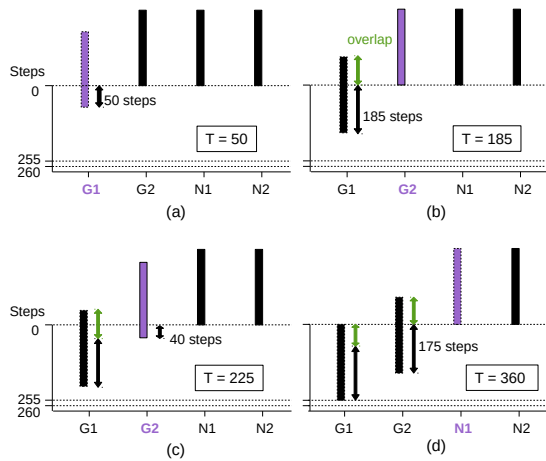 overlap
Steps
0
50 steps
185 steps
T = 50
T = 185
255
260
G1 G2 N1 N2
G1 G2 N1 N2
(a)
(b)
Steps
0
40 steps
175 steps
T = 225
T = 360
255
260
G1 G2 N1 N2
G1 G2 N1 N2
(c)
(d)